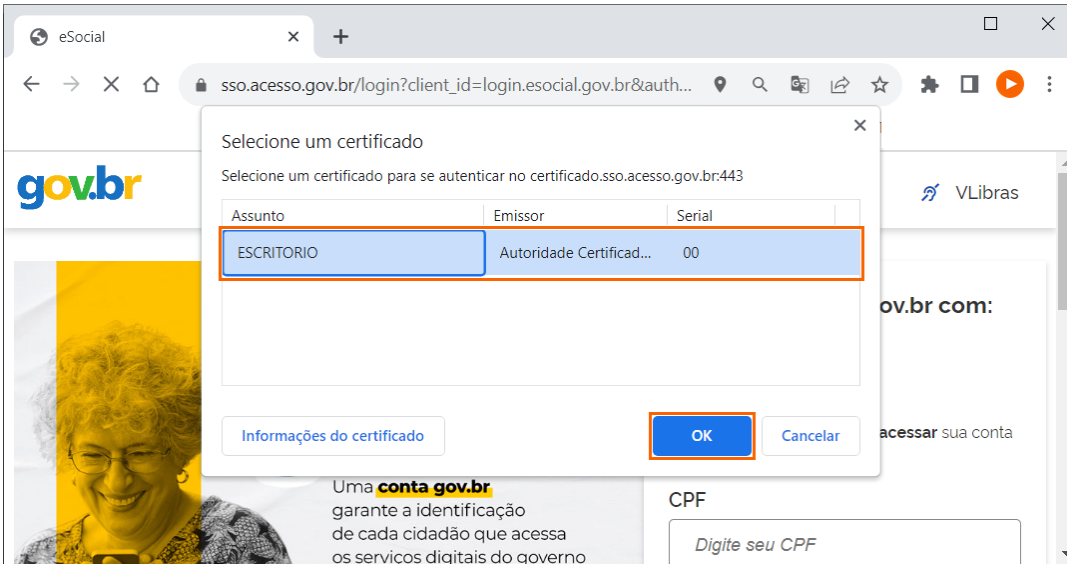 eSocial
sso.acesso.gov.br/login?client_id=login.esocial.gov.br&auth...
Selecione um certificado
Selecione um certificado para se autenticar no certificado.sso.acesso.gov.br:443
Assunto Emissor Serial
ESCRITORIO Autoridade Certificad... 00
Informações do certificado OK Cancelar
gov.br
VLibras
ov.br com:
acessar sua conta
Uma conta gov.br
garante a identificação
de cada cidadão que acessa
os serviços digitais do governo
CPF
Digite seu CPF